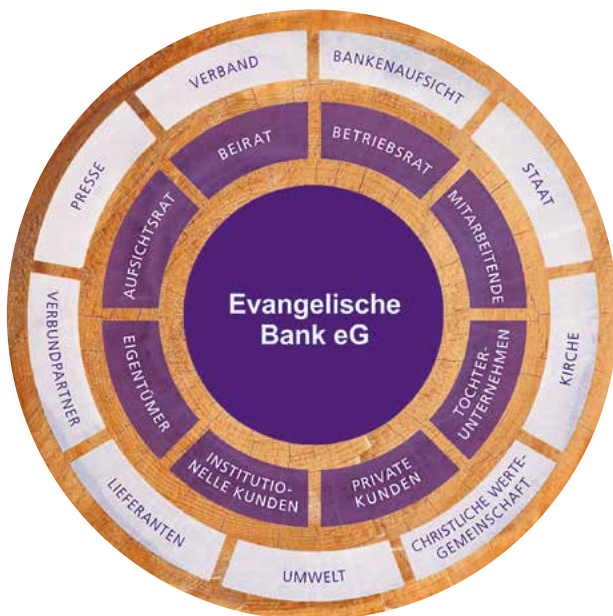 Evangelische
Bank eG
BEIRAT
BETRIEBSRAT
MITARBEITENDE
TOCHTER-
UNTERNEHMEN
PRIVATE
KUNDEN
INSTITUTIO-
NELLE KUNDEN
EIGENTÜMER
AUFSICHTSRAT
VERBAND
BANKENAUFSICHT
STAAT
KIRCHE
CHRISTLICHE WERTE-
GEMEINSCHAFT
UMWELT
LIEFERANTEN
VERBUNDPARTNER
PRESSE